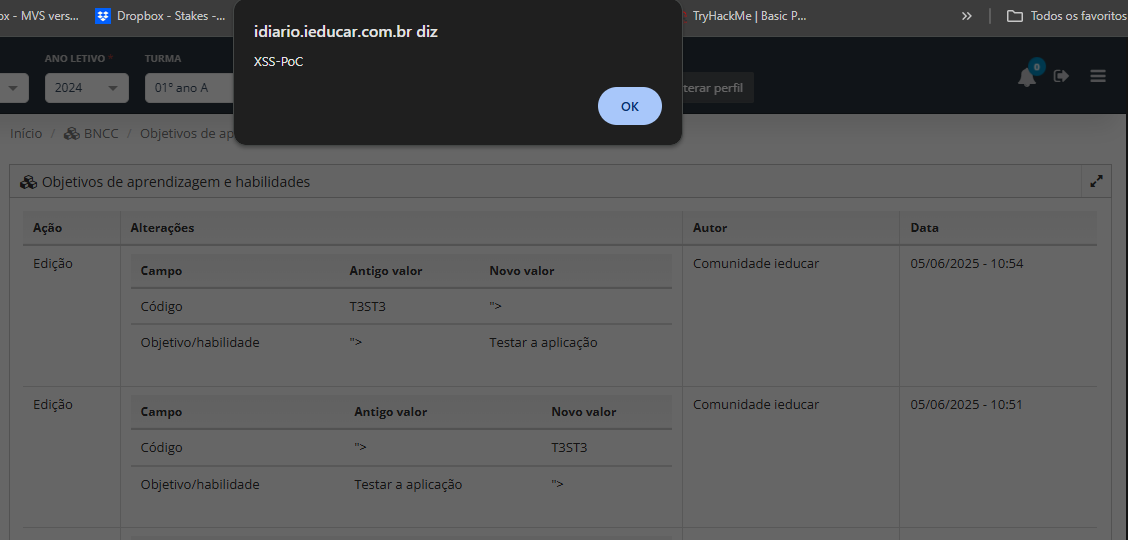 ox - MVS vers... Dropbox - Stakes -... TryHackMe | Basic P... » Todos os favoritos
idiario.ieducar.com.br diz
XSS-PoC
OK
ANO LETIVO * TURMA
2024 01º ano A terar perfil 0
Início / BNCC / Objetivos de ap
Objetivos de aprendizagem e habilidades
Ação Alterações Autor Data
Edição Comunidade ieducar 05/06/2025 - 10:54
Campo Antigo valor Novo valor
Código T3ST3 ">
Objetivo/habilidade "> Testar a aplicação
Edição Comunidade ieducar 05/06/2025 - 10:51
Campo Antigo valor Novo valor
Código "> T3ST3
Objetivo/habilidade Testar a aplicação ">